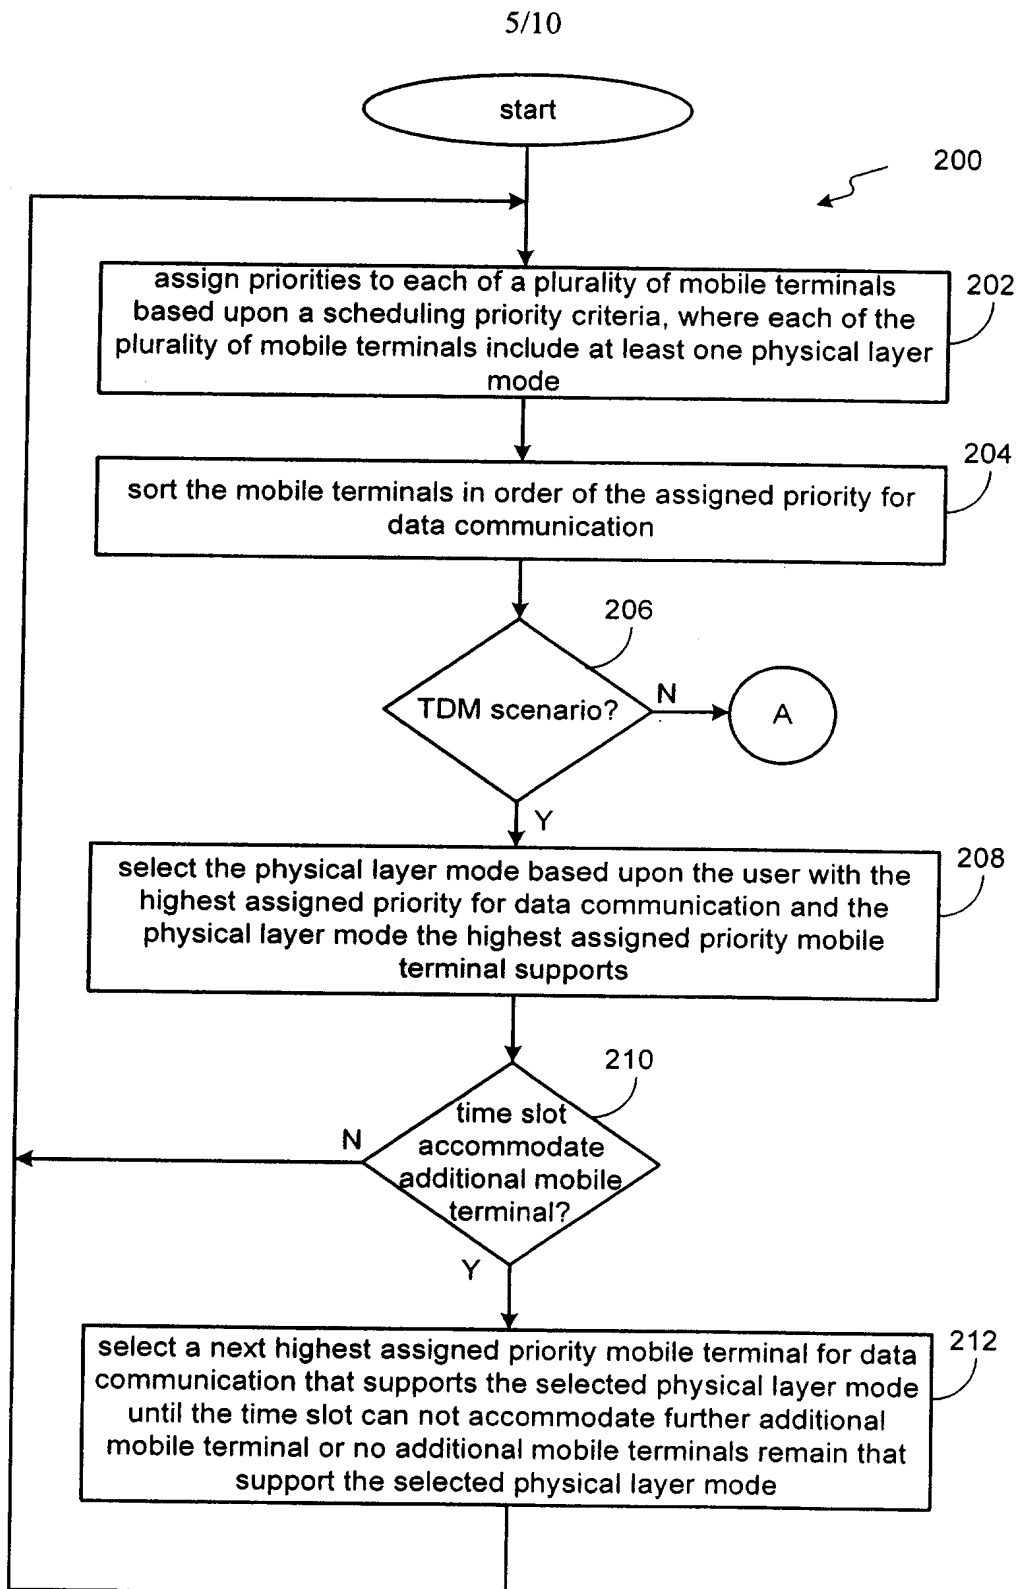 5/10
start
200
assign priorities to each of a plurality of mobile terminals
based upon a scheduling priority criteria, where each of the
plurality of mobile terminals include at least one physical layer
mode
202
sort the mobile terminals in order of the assigned priority for
data communication
204
206
TDM scenario?
N
A
Y
select the physical layer mode based upon the user with the
highest assigned priority for data communication and the
physical layer mode the highest assigned priority mobile
terminal supports
208
210
time slot
accommodate
additional mobile
terminal?
N
Y
select a next highest assigned priority mobile terminal for data
communication that supports the selected physical layer mode
until the time slot can not accommodate further additional
mobile terminal or no additional mobile terminals remain that
support the selected physical layer mode
212